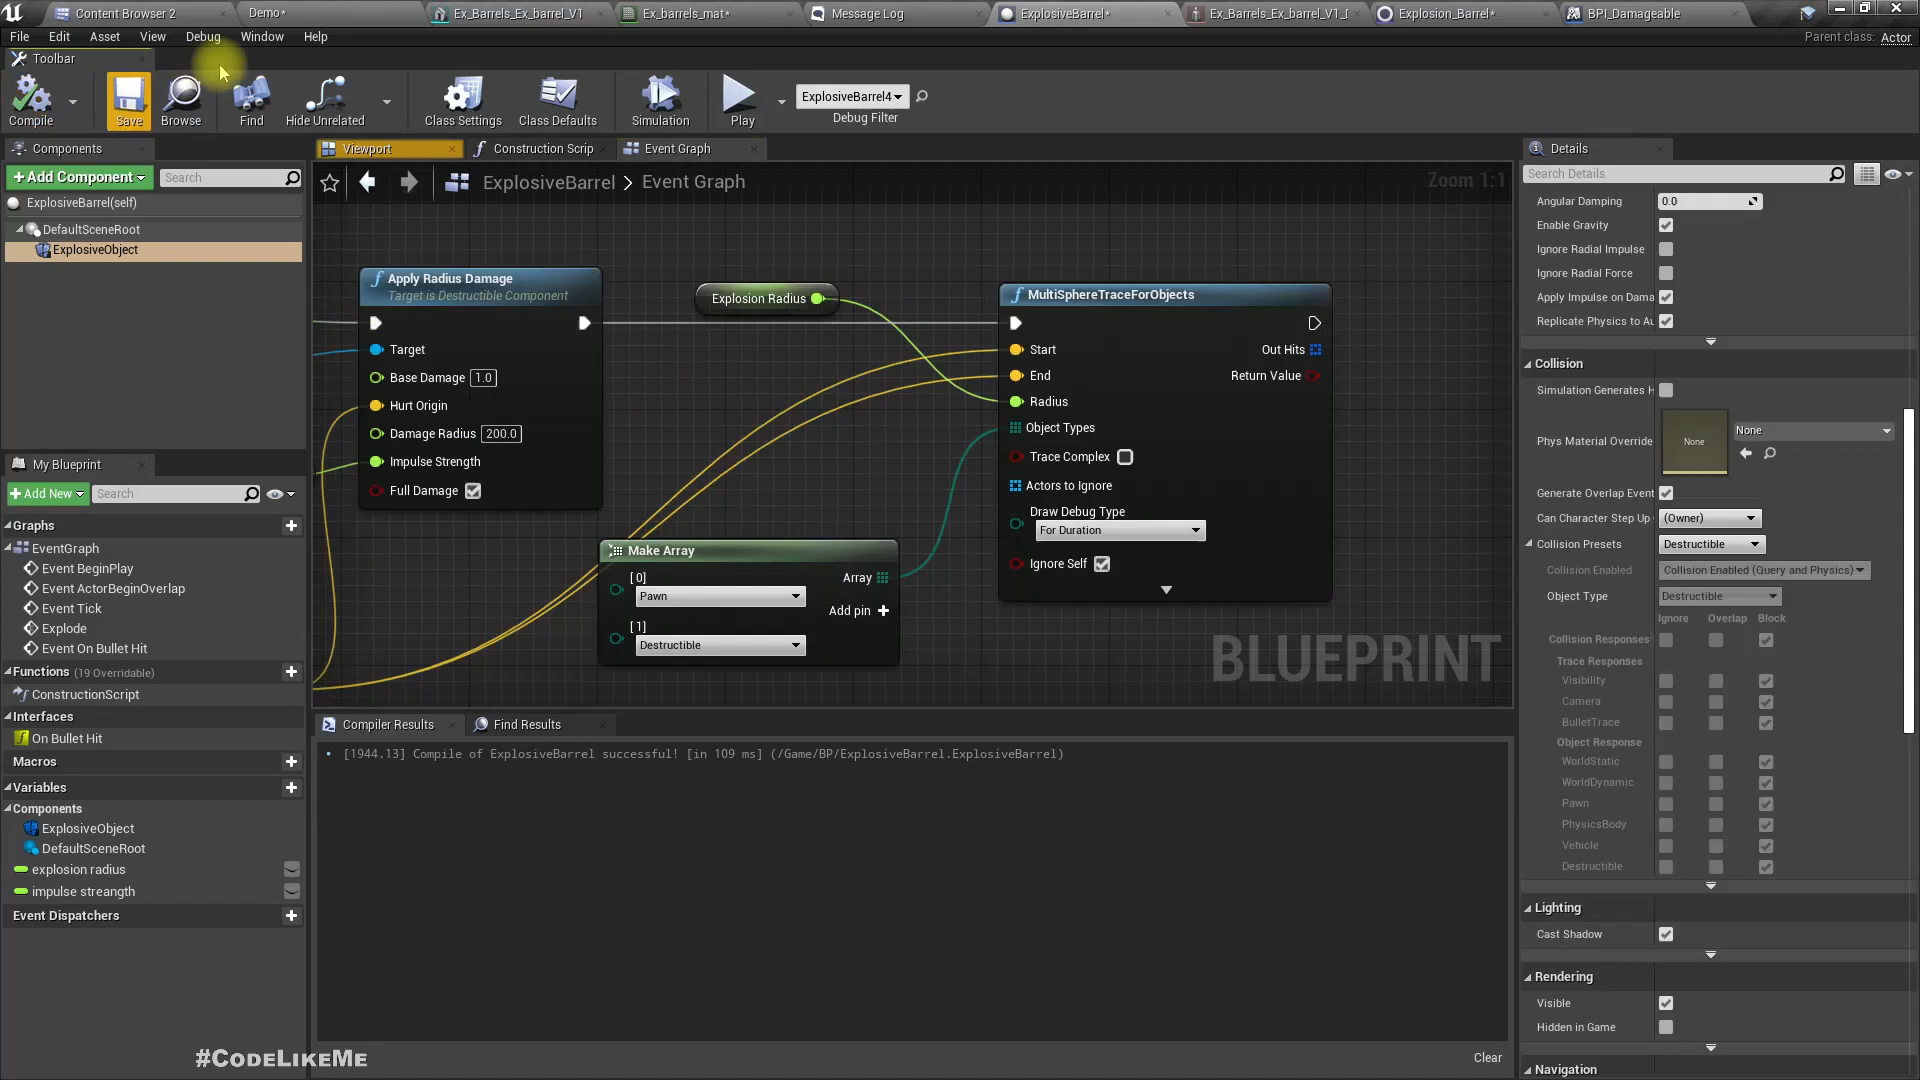 Content Browser 2
Demo*
Ex_Barrels_Ex_barrel_V1
Ex_barrels_mat*
Message Log
ExplosiveBarrel*
Ex_Barrels_Ex_barrel_V1_I
Explosion_Barrel*
BPI_Damageable
File Edit Asset View Debug Window Help
Parent class: Actor
Toolbar
Compile
Save
Browse
Find
Hide Unrelated
Class Settings
Class Defaults
Simulation
Play
ExplosiveBarrel4
Debug Filter
Components
+Add Component
Search
ExplosiveBarrel(self)
DefaultSceneRoot
ExplosiveObject
My Blueprint
+Add New
Search
Graphs
EventGraph
Event BeginPlay
Event ActorBeginOverlap
Event Tick
Explode
Event On Bullet Hit
Functions (19 Overridable)
ConstructionScript
Interfaces
On Bullet Hit
Macros
Variables
Components
ExplosiveObject
DefaultSceneRoot
explosion radius
impulse streangth
Event Dispatchers
#CodeLikeMe
Viewport
Construction Scrip
Event Graph
ExplosiveBarrel > Event Graph
Zoom 1:1
Apply Radius Damage
Target is Destructible Component
Target
Base Damage 1.0
Hurt Origin
Damage Radius 200.0
Impulse Strength
Full Damage
Explosion Radius
MultiSphereTraceForObjects
Start
Out Hits
End
Return Value
Radius
Object Types
Trace Complex
Actors to Ignore
Draw Debug Type
For Duration
Ignore Self
Make Array
[0]
Array
Pawn
Add pin +
[1]
Destructible
BLUEPRINT
Compiler Results
Find Results
[1944.13] Compile of ExplosiveBarrel successful! [in 109 ms] (/Game/BP/ExplosiveBarrel.ExplosiveBarrel)
Clear
Details
Search Details
Angular Damping 0.0
Enable Gravity
Ignore Radial Impulse
Ignore Radial Force
Apply Impulse on Dama
Replicate Physics to Au
Collision
Simulation Generates H
Phys Material Override
None
None
Generate Overlap Event
Can Character Step Up (Owner)
Collision Presets Destructible
Collision Enabled Collision Enabled (Query and Physics)
Object Type Destructible
Ignore Overlap Block
Collision Responses
Trace Responses
Visibility
Camera
BulletTrace
Object Response
WorldStatic
WorldDynamic
Pawn
PhysicsBody
Vehicle
Destructible
Lighting
Cast Shadow
Rendering
Visible
Hidden in Game
Navigation